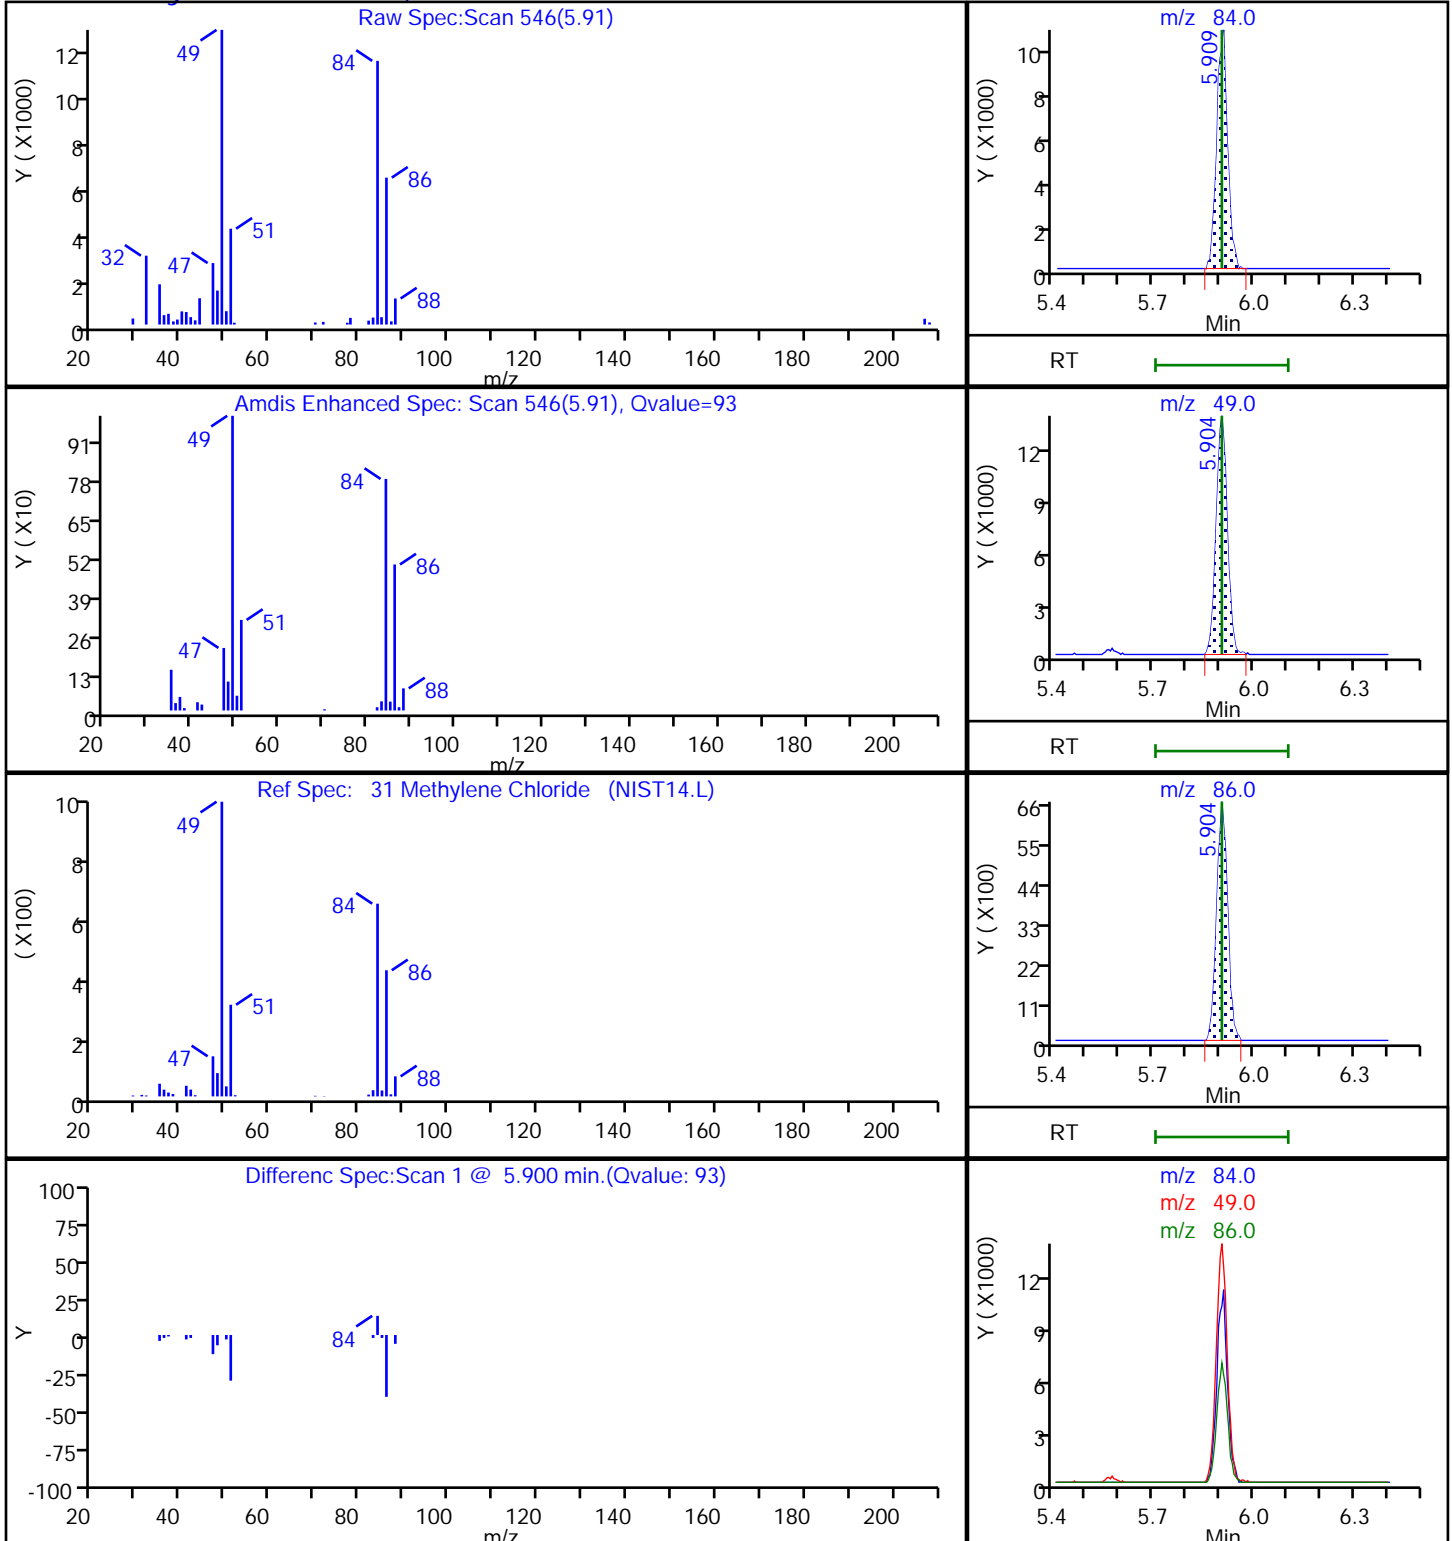 Raw Spec:Scan 546(5.91)
Y ( X1000)
12
10
8
6
4
2
0
49
84
86
51
32
47
88
20 40 60 80 100 120 140 160 180 200
m/z
m/z 84.0
Y ( X1000)
10
8
6
4
2
0
5.909
5.4 5.7 6.0 6.3
Min
RT
Amdis Enhanced Spec: Scan 546(5.91), Qvalue=93
Y ( X10)
91
78
65
52
39
26
13
0
49
84
86
51
47
88
20 40 60 80 100 120 140 160 180 200
m/z
m/z 49.0
Y ( X1000)
12
9
6
3
0
5.904
5.4 5.7 6.0 6.3
Min
RT
Ref Spec: 31 Methylene Chloride (NIST14.L)
( X100)
10
8
6
4
2
0
49
84
86
51
47
88
20 40 60 80 100 120 140 160 180 200
m/z 86.0
Y ( X100)
66
55
44
33
22
11
0
5.904
5.4 5.7 6.0 6.3
Min
RT
Differenc Spec:Scan 1 @ 5.900 min.(Qvalue: 93)
Y
100
75
50
25
0
-25
-50
-75
-100
84
20 40 60 80 100 120 140 160 180 200
m/z
m/z 84.0
m/z 49.0
m/z 86.0
Y ( X1000)
12
9
6
3
0
5.4 5.7 6.0 6.3
Min